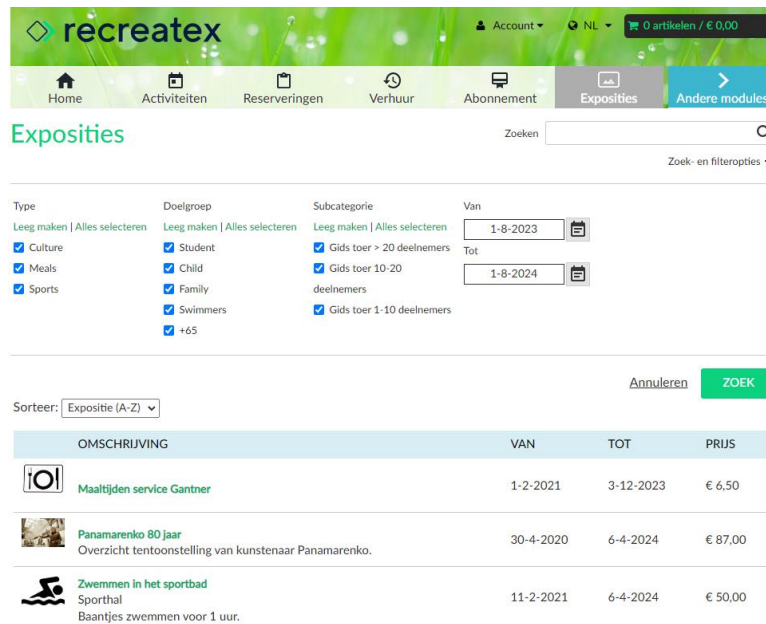 recreatex
Account NL 0 artikelen / € 0,00
Home Activiteiten Reserveringen Verhuur Abonnement Exposities Andere modules
Exposities
Zoeken
Zoek- en filteropties
Type Doelgroep Subcategorie Van
Leeg maken | Alles selecteren Leeg maken | Alles selecteren Leeg maken | Alles selecteren 1-8-2023
Culture Student Gids toer > 20 deelnemers Tot
Meals Child Gids toer 10-20 1-8-2024
Sports Family deelnemers
Swimmers Gids toer 1-10 deelnemers
+65
Annuleren ZOEK
Sorteer: Expositie (A-Z)
OMSCHRIJVING VAN TOT PRIJS
Maaltijden service Gantner 1-2-2021 3-12-2023 € 6,50
Panamarenko 80 jaar
Overzicht tentoonstelling van kunstenaar Panamarenko. 30-4-2020 6-4-2024 € 87,00
Zwemmen in het sportbad
Sporthal 11-2-2021 6-4-2024 € 50,00
Baantjes zwemmen voor 1 uur.